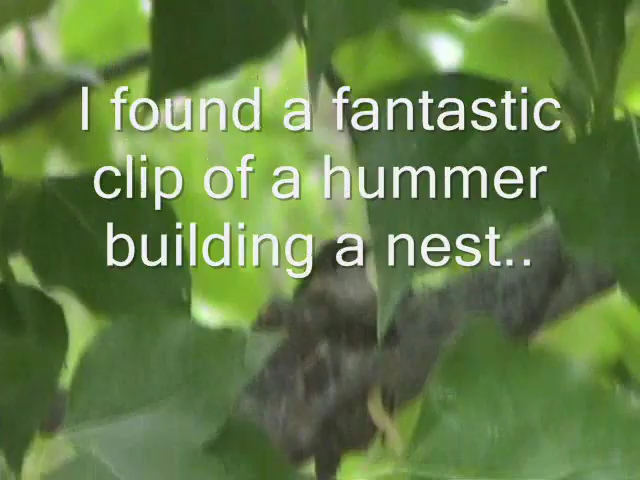 I found a fantastic
clip of a hummer
building a nest..